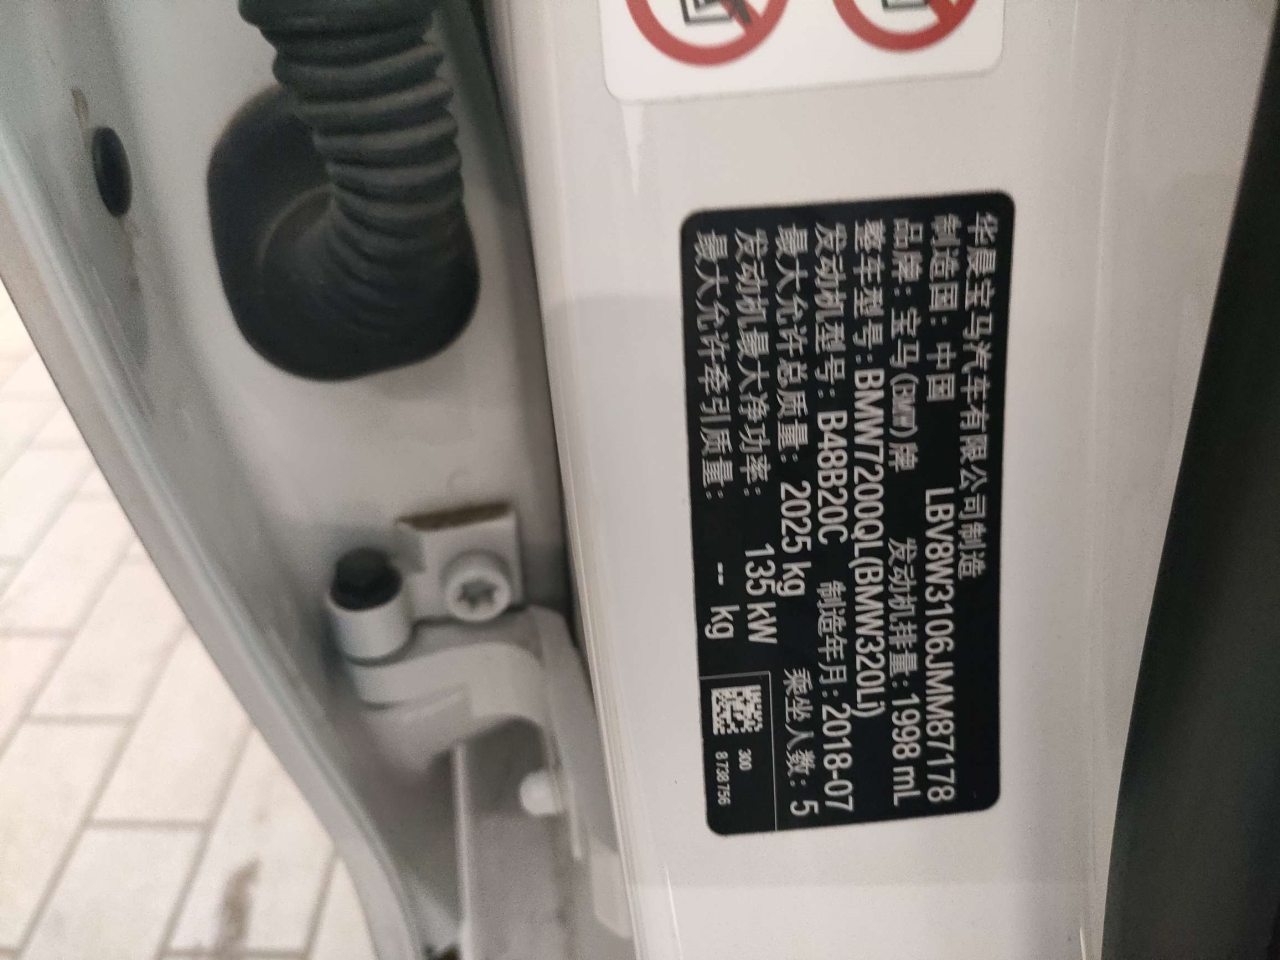 华晨宝马汽车有限公司制造
制造国：中国 LBV8W3106JMM87178
品牌：宝马(BMW)牌 发动机排量：1998 mL
整车型号：BMW7200QL(BMW320Li)
发动机型号：B48B20C 制造年月：2018-07
最大允许总质量：2025 kg 乘坐人数：5
发动机最大净功率：135 kW
最大允许牵引质量：-- kg
300
8 738 756